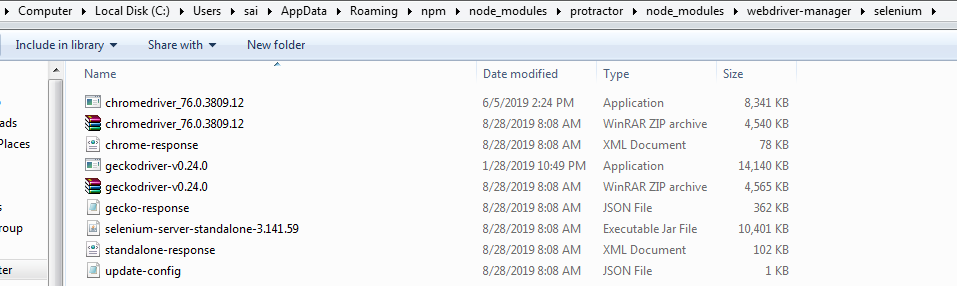 Computer Local Disk (C:) Users sai AppData Roaming npm node_modules protractor node_modules webdriver-manager selenium
Include in library Share with New folder
Name Date modified Type Size
chromedriver_76.0.3809.12 6/5/2019 2:24 PM Application 8,341 KB
ads chromedriver_76.0.3809.12 8/28/2019 8:08 AM WinRAR ZIP archive 4,540 KB
Places chrome-response 8/28/2019 8:08 AM XML Document 78 KB
geckodriver-v0.24.0 1/28/2019 10:49 PM Application 14,140 KB
geckodriver-v0.24.0 8/28/2019 8:08 AM WinRAR ZIP archive 4,565 KB
s gecko-response 8/28/2019 8:08 AM JSON File 362 KB
roup selenium-server-standalone-3.141.59 8/28/2019 8:08 AM Executable Jar File 10,401 KB
standalone-response 8/28/2019 8:08 AM XML Document 102 KB
ter update-config 8/28/2019 8:08 AM JSON File 1 KB